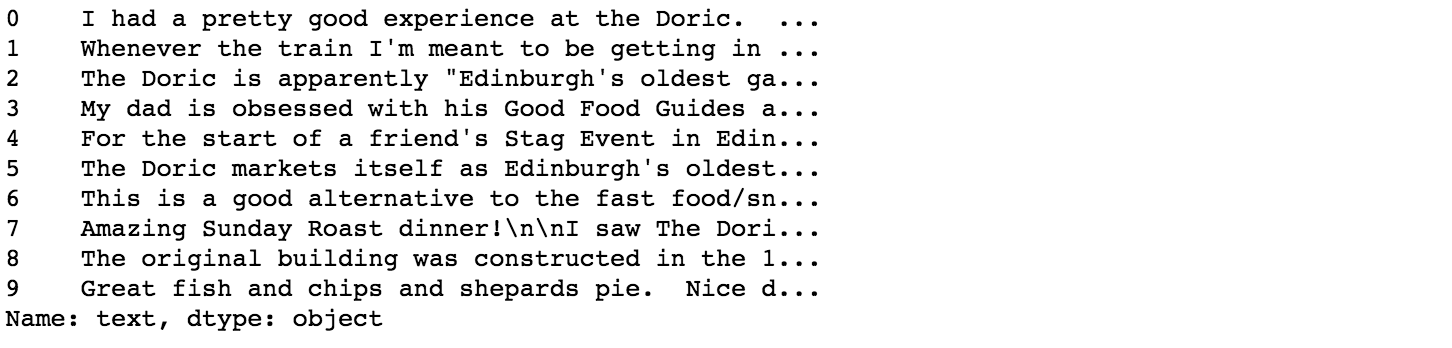 0    I had a pretty good experience at the Doric.  ...
1    Whenever the train I'm meant to be getting in ...
2    The Doric is apparently "Edinburgh's oldest ga...
3    My dad is obsessed with his Good Food Guides a...
4    For the start of a friend's Stag Event in Edin...
5    The Doric markets itself as Edinburgh's oldest...
6    This is a good alternative to the fast food/sn...
7    Amazing Sunday Roast dinner!\n\nI saw The Dori...
8    The original building was constructed in the 1...
9    Great fish and chips and shepards pie.  Nice d...
Name: text, dtype: object